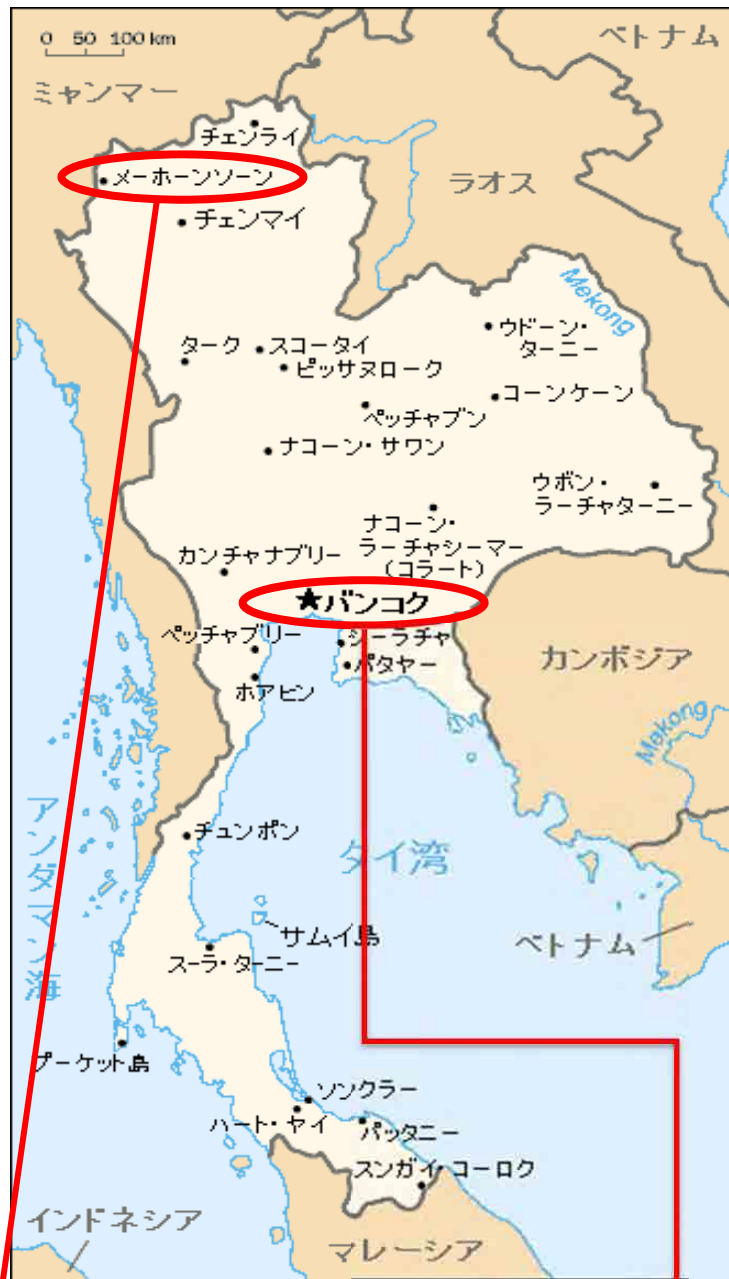 0 50 100 km
ベトナム
ミャンマー
チェンライ
メーホーンソーン
ラオス
チェンマイ
Mekong
ウドーン・
ターニー
スコータイ
ターク
ピッサヌローク
コーンケーン
ペッチャブン
ナコーン・サワン
ウボン・
ラーチャターニー
ナコーン・
ラーチャシーマー
(コラート)
カンチャナブリー
★バンコク
ペッチャブリー
シーラチャ
パタヤー
カンボジア
ホアヒン
Mekong
アンダマン海
チュンポン
タイ湾
サムイ島
ベトナム
スーラ・ターニー
プーケット島
ソンクラー
ハート・ヤイ
パッタニー
スンガイ・コーロク
インドネシア
マレーシア